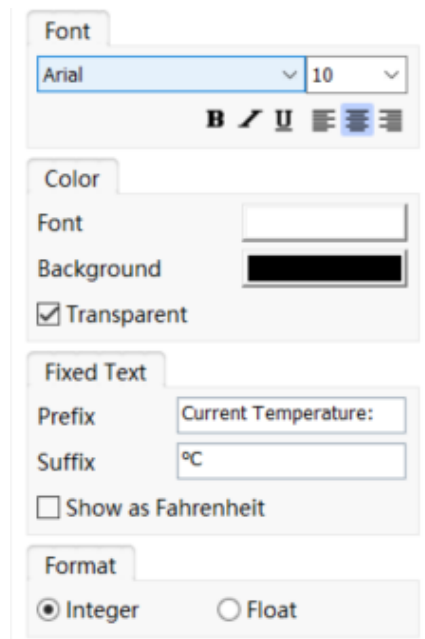 Font
Arial 10
B I U
Color
Font
Background
Transparent
Fixed Text
Prefix Current Temperature:
Suffix ºC
Show as Fahrenheit
Format
Integer Float